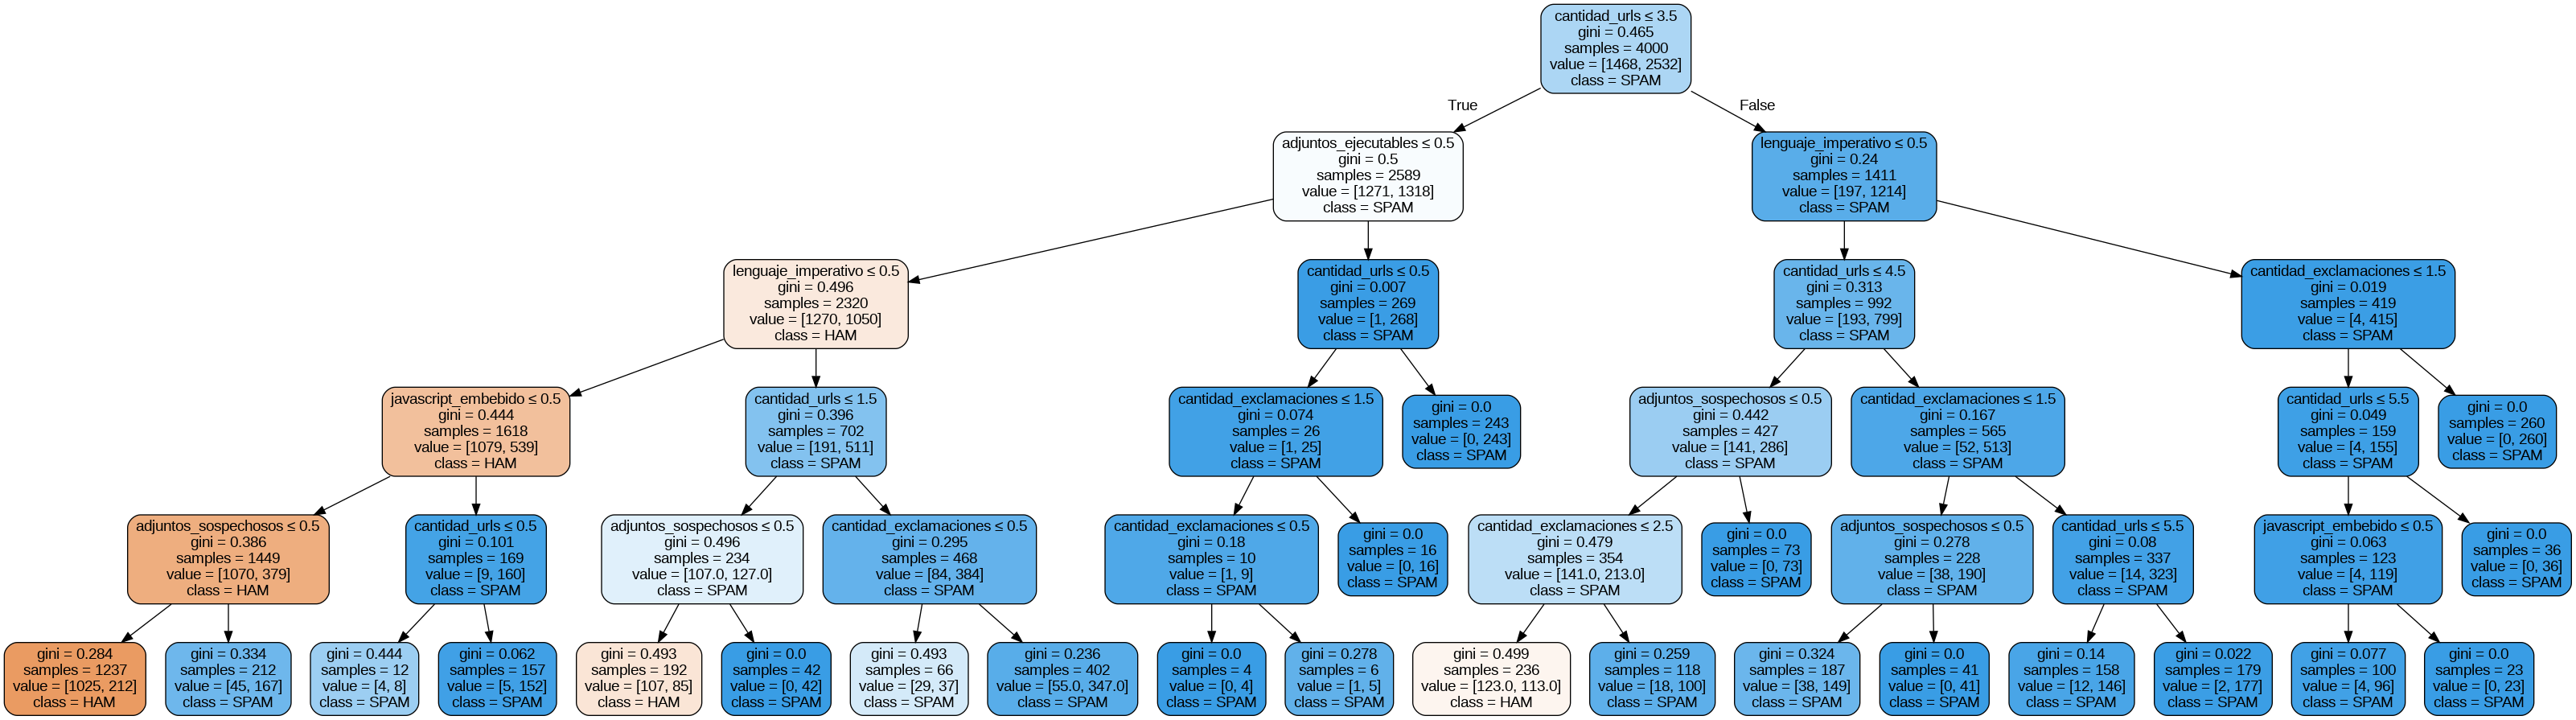 cantidad_urls ≤ 3.5
gini = 0.465
samples = 4000
value = [1468, 2532]
class = SPAM
True
False
adjuntos_ejecutables ≤ 0.5
gini = 0.5
samples = 2589
value = [1271, 1318]
class = SPAM
lenguaje_imperativo ≤ 0.5
gini = 0.24
samples = 1411
value = [197, 1214]
class = SPAM
lenguaje_imperativo ≤ 0.5
gini = 0.496
samples = 2320
value = [1270, 1050]
class = HAM
cantidad_urls ≤ 0.5
gini = 0.007
samples = 269
value = [1, 268]
class = SPAM
cantidad_urls ≤ 4.5
gini = 0.313
samples = 992
value = [193, 799]
class = SPAM
cantidad_exclamaciones ≤ 1.5
gini = 0.019
samples = 419
value = [4, 415]
class = SPAM
javascript_embebido ≤ 0.5
gini = 0.444
samples = 1618
value = [1079, 539]
class = HAM
cantidad_urls ≤ 1.5
gini = 0.396
samples = 702
value = [191, 511]
class = SPAM
cantidad_exclamaciones ≤ 1.5
gini = 0.074
samples = 26
value = [1, 25]
class = SPAM
gini = 0.0
samples = 243
value = [0, 243]
class = SPAM
adjuntos_sospechosos ≤ 0.5
gini = 0.442
samples = 427
value = [141, 286]
class = SPAM
cantidad_exclamaciones ≤ 1.5
gini = 0.167
samples = 565
value = [52, 513]
class = SPAM
cantidad_urls ≤ 5.5
gini = 0.049
samples = 159
value = [4, 155]
class = SPAM
gini = 0.0
samples = 260
value = [0, 260]
class = SPAM
adjuntos_sospechosos ≤ 0.5
gini = 0.386
samples = 1449
value = [1070, 379]
class = HAM
cantidad_urls ≤ 0.5
gini = 0.101
samples = 169
value = [9, 160]
class = SPAM
adjuntos_sospechosos ≤ 0.5
gini = 0.496
samples = 234
value = [107.0, 127.0]
class = SPAM
cantidad_exclamaciones ≤ 0.5
gini = 0.295
samples = 468
value = [84, 384]
class = SPAM
cantidad_exclamaciones ≤ 0.5
gini = 0.18
samples = 10
value = [1, 9]
class = SPAM
gini = 0.0
samples = 16
value = [0, 16]
class = SPAM
cantidad_exclamaciones ≤ 2.5
gini = 0.479
samples = 354
value = [141.0, 213.0]
class = SPAM
gini = 0.0
samples = 73
value = [0, 73]
class = SPAM
adjuntos_sospechosos ≤ 0.5
gini = 0.278
samples = 228
value = [38, 190]
class = SPAM
cantidad_urls ≤ 5.5
gini = 0.08
samples = 337
value = [14, 323]
class = SPAM
javascript_embebido ≤ 0.5
gini = 0.063
samples = 123
value = [4, 119]
class = SPAM
gini = 0.0
samples = 36
value = [0, 36]
class = SPAM
gini = 0.284
samples = 1237
value = [1025, 212]
class = HAM
gini = 0.334
samples = 212
value = [45, 167]
class = SPAM
gini = 0.444
samples = 12
value = [4, 8]
class = SPAM
gini = 0.062
samples = 157
value = [5, 152]
class = SPAM
gini = 0.493
samples = 192
value = [107, 85]
class = HAM
gini = 0.0
samples = 42
value = [0, 42]
class = SPAM
gini = 0.493
samples = 66
value = [29, 37]
class = SPAM
gini = 0.236
samples = 402
value = [55.0, 347.0]
class = SPAM
gini = 0.0
samples = 4
value = [0, 4]
class = SPAM
gini = 0.278
samples = 6
value = [1, 5]
class = SPAM
gini = 0.499
samples = 236
value = [123.0, 113.0]
class = HAM
gini = 0.259
samples = 118
value = [18, 100]
class = SPAM
gini = 0.324
samples = 187
value = [38, 149]
class = SPAM
gini = 0.0
samples = 41
value = [0, 41]
class = SPAM
gini = 0.14
samples = 158
value = [12, 146]
class = SPAM
gini = 0.022
samples = 179
value = [2, 177]
class = SPAM
gini = 0.077
samples = 100
value = [4, 96]
class = SPAM
gini = 0.0
samples = 23
value = [0, 23]
class = SPAM